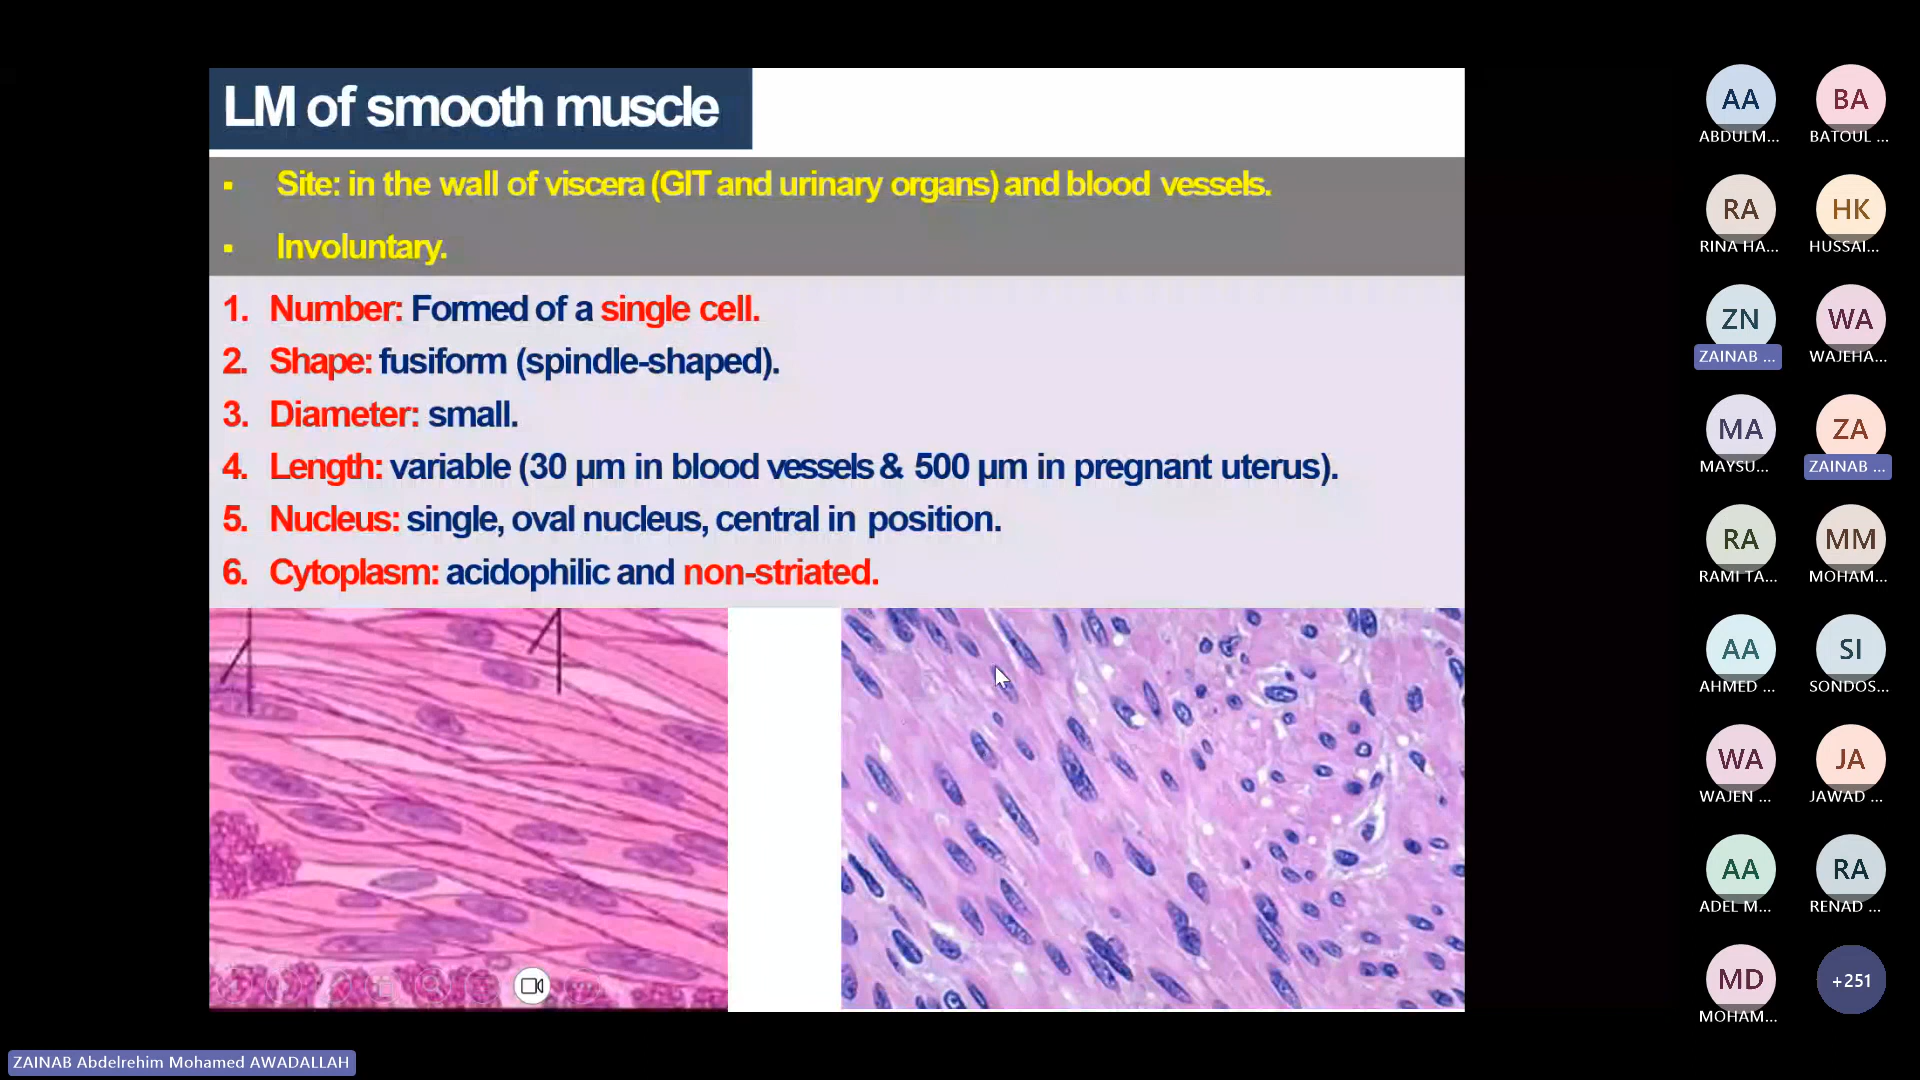 LM of smooth muscle
▪ Site: in the wall of viscera (GIT and urinary organs) and blood vessels.
▪ Involuntary.
1. Number: Formed of a single cell.
2. Shape: fusiform (spindle-shaped).
3. Diameter: small.
4. Length: variable (30 µm in blood vessels & 500 µm in pregnant uterus).
5. Nucleus: single, oval nucleus, central in position.
6. Cytoplasm: acidophilic and non-striated.
AA BA
ABDULM... BATOUL ...
RA HK
RINA HA... HUSSAI...
ZN WA
ZAINAB ... WAJEHA...
MA ZA
MAYSU... ZAINAB ...
RA MM
RAMI TA... MOHAM...
AA SI
AHMED ... SONDOS...
WA JA
WAJEN ... JAWAD ...
AA RA
ADEL M... RENAD ...
MD +251
MOHAM...
ZAINAB Abdelrehim Mohamed AWADALLAH